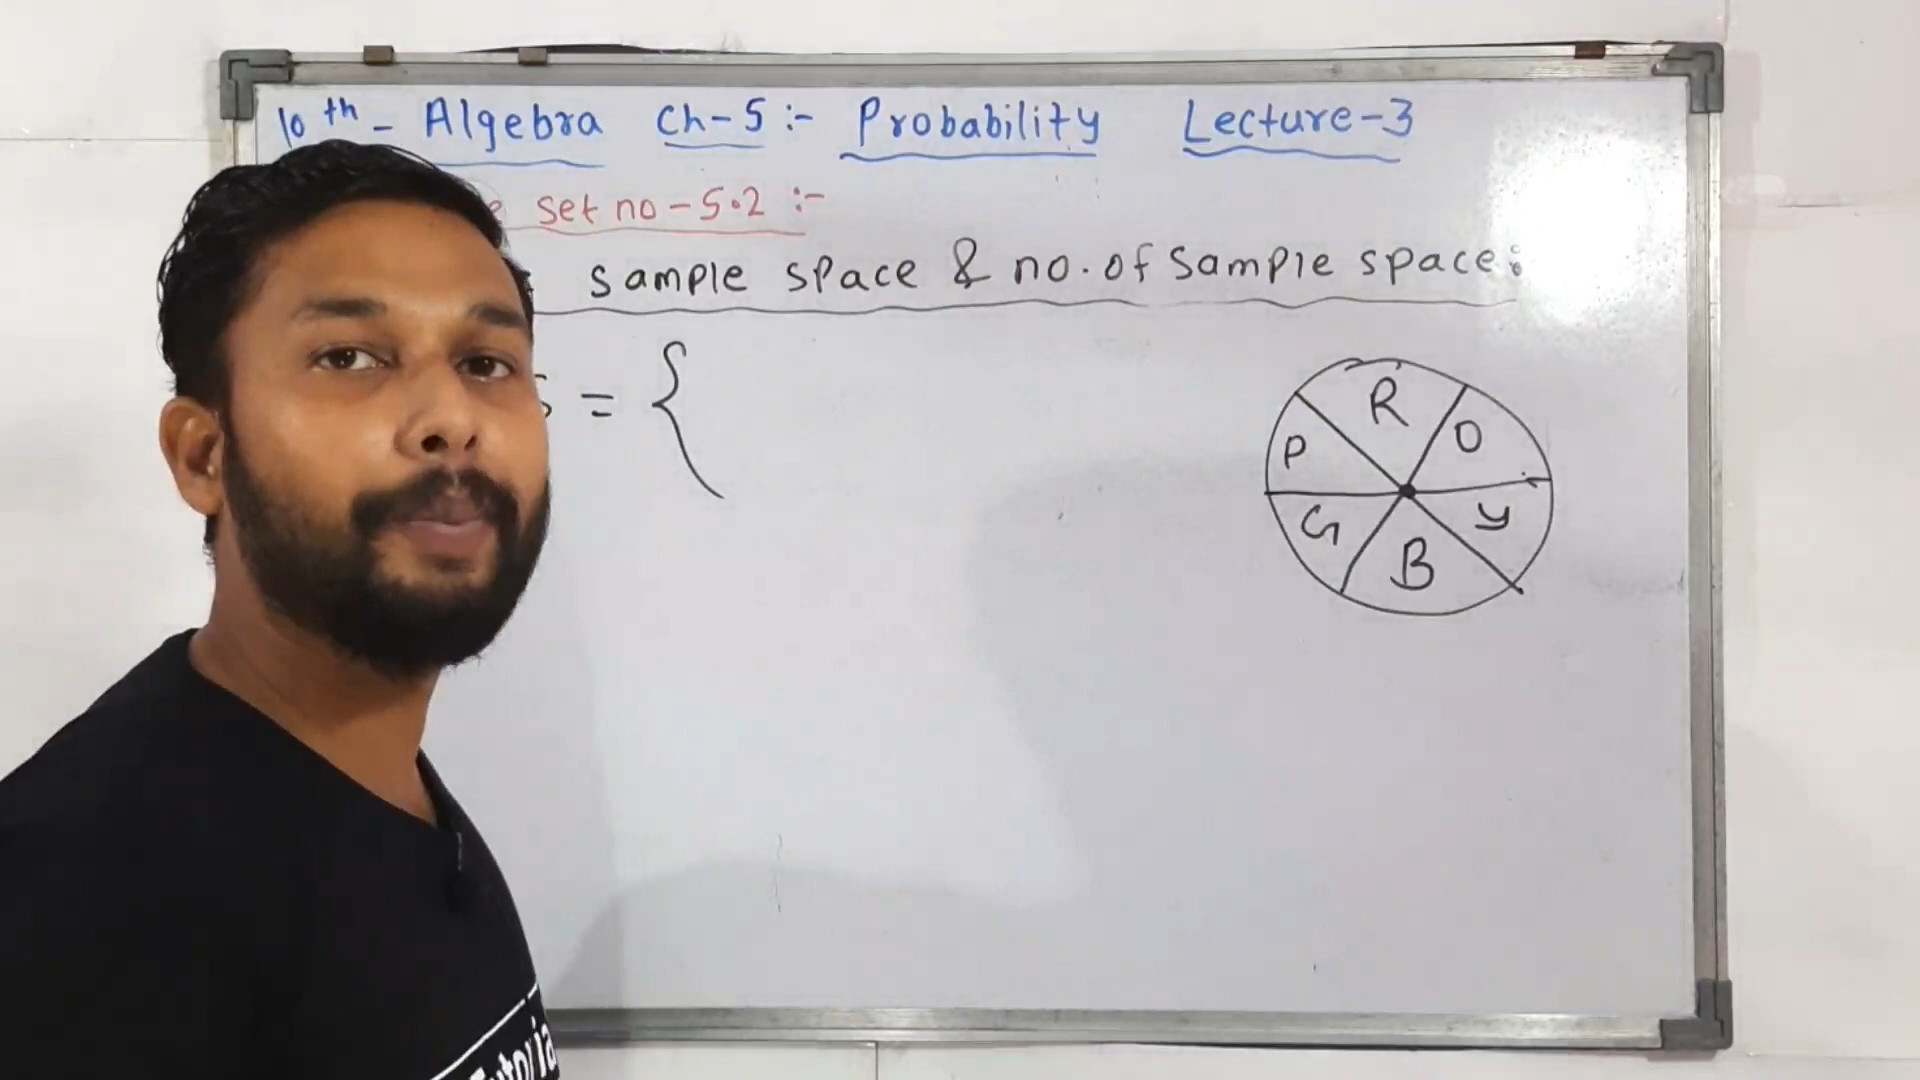 10th - Algebra Ch-5:- Probability Lecture-3
set no-5.2 :-
sample space & no. of sample space:
S = {
R
O
P
Y
G
B